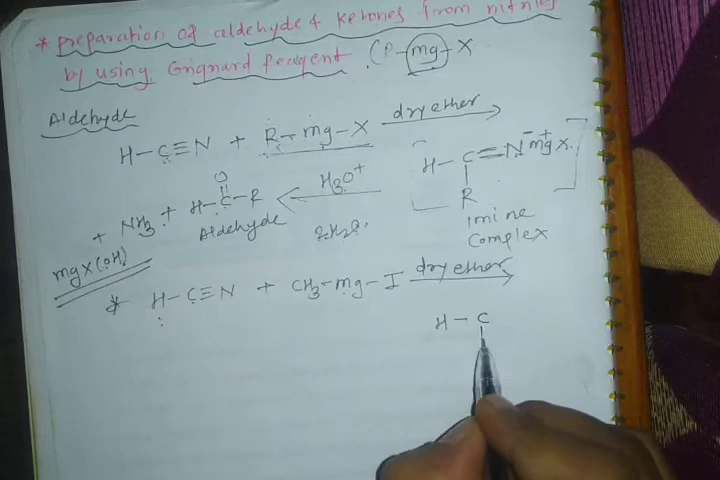 * preparation of aldehyde & ketones from nitriles
by using Grignard Reagent. (R-mg-X
Aldehyde
H-C≡N + R-mg-X dry ether
H-C=N⁻ mg⁺X.
R
imine
complex
H₃O⁺
2H₂O.
O
mgX(OH) + NH₃ + H-C-R
Aldehyde
* H-C≡N + CH₃-mg-I dry ether
H-C